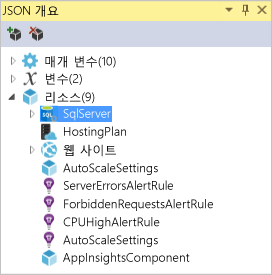 JSON 개요
매개 변수(10)
변수(2)
리소스(9)
SQL SqlServer
HostingPlan
웹 사이트
AutoScaleSettings
ServerErrorsAlertRule
ForbiddenRequestsAlertRule
CPUHighAlertRule
AutoScaleSettings
AppInsightsComponent